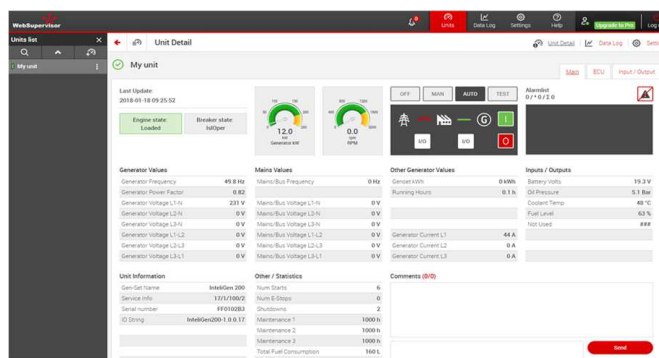 WebSupervisor
Units
Data Log
Settings
Help
Upgrade to Pro
Log
Units list
Unit Detail
Unit Detail
Data Log
My unit
My unit
Main
ECU
Input / Output
Last Update:
2018-01-18 09:25:52
Engine state
Loaded
Breaker state
IslOper
12.0
kW
Generator kW
0.0
rpm
RPM
OFF
MAN
AUTO
TEST
G
I
I/O
I/O
O
Alarmlist
0 / * 0 / Σ 0
Generator Values
Generator Frequency 49.8 Hz
Generator Power Factor 0.82
Generator Voltage L1-N 231 V
Generator Voltage L2-N 0 V
Generator Voltage L3-N 0 V
Generator Voltage L1-L2 0 V
Generator Voltage L2-L3 0 V
Generator Voltage L3-L1 0 V
Mains Values
Mains/Bus Frequency 0 Hz
Mains/Bus Voltage L1-N 0 V
Mains/Bus Voltage L2-N 0 V
Mains/Bus Voltage L3-N 0 V
Mains/Bus Voltage L1-L2 0 V
Mains/Bus Voltage L2-L3 0 V
Mains/Bus Voltage L3-L1 0 V
Other Generator Values
Genset kWh 0 kWh
Running Hours 0.1 h
Generator Current L1 44 A
Generator Current L2 0 A
Generator Current L3 0 A
Inputs / Outputs
Battery Volts 19.3 V
Oil Pressure 5.1 Bar
Coolant Temp 48 °C
Fuel Level 63 %
Not Used ###
Unit Information
Gen-Set Name InteliGen 200
Service Info 17/1/100/2
Serial number FF0102B3
ID String InteliGen200-1.0.0.17
Other / Statistics
Num Starts 6
Num E-Stops 0
Shutdowns 2
Maintenance 1 1000 h
Maintenance 2 1000 h
Maintenance 3 1000 h
Total Fuel Consumption 160 L
Comments (0/0)
Send